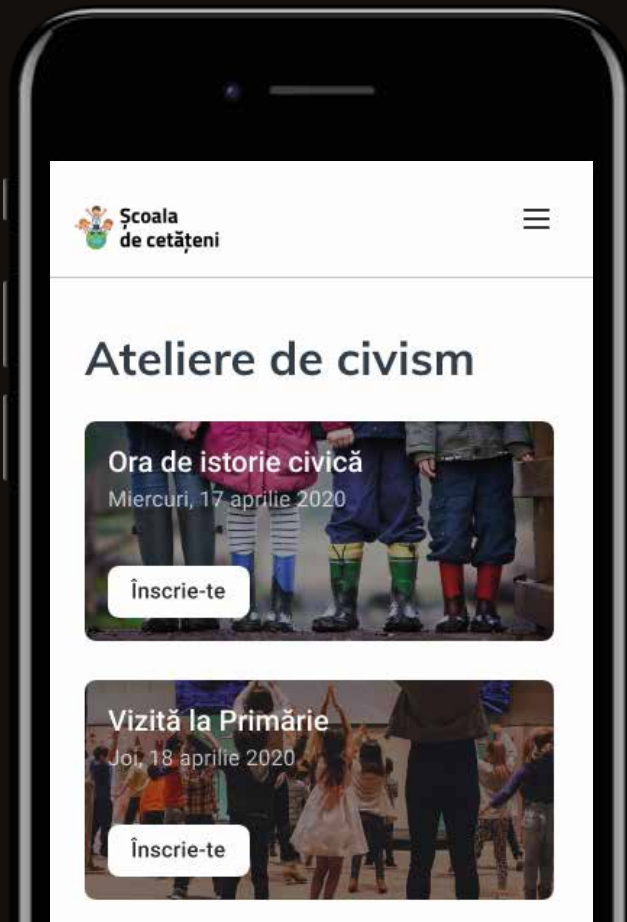 Școala
de cetățeni
Ateliere de civism
Ora de istorie civică
Miercuri, 17 aprilie 2020
Înscrie-te
Vizită la Primărie
Joi, 18 aprilie 2020
Înscrie-te